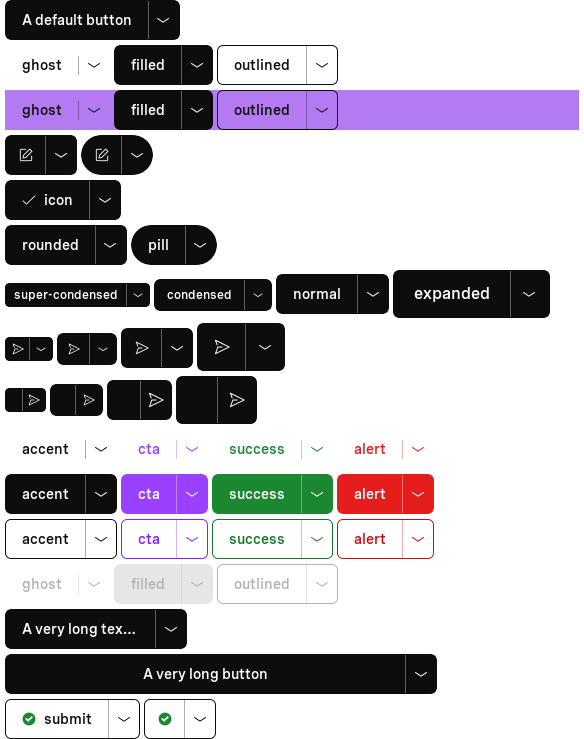 A default button
ghost filled outlined
ghost filled outlined
icon
rounded pill
super-condensed condensed normal expanded
accent cta success alert
accent cta success alert
accent cta success alert
ghost filled outlined
A very long tex...
A very long button
submit